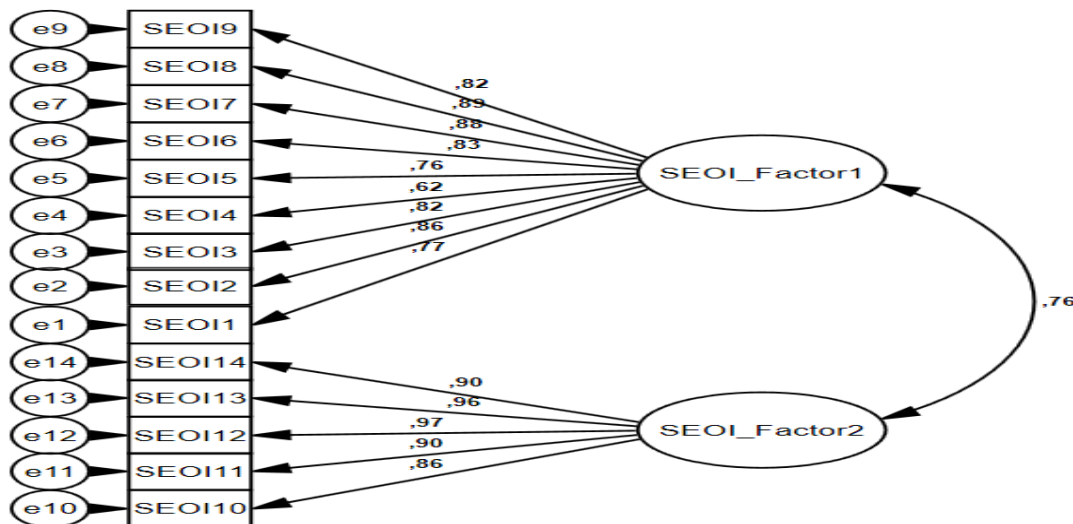 e9 SEOI9
e8 SEOI8
e7 SEOI7
e6 SEOI6
e5 SEOI5
e4 SEOI4
e3 SEOI3
e2 SEOI2
e1 SEOI1
e14 SEOI14
e13 SEOI13
e12 SEOI12
e11 SEOI11
e10 SEOI10
,82
,89
,88
,83
,76
,62
,82
,86
,77
,90
,96
,97
,90
,86
SEOI_Factor1
SEOI_Factor2
,76